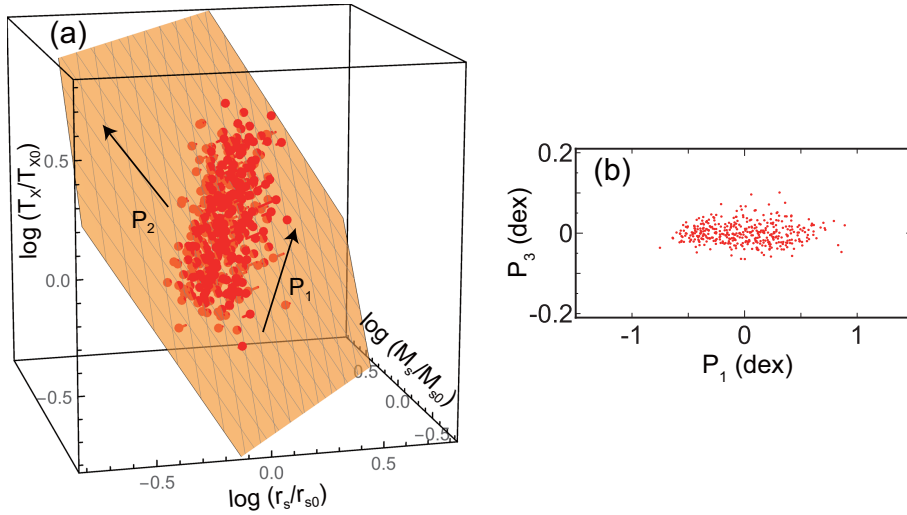 (a)
log (T_X/T_X0)
0.5
0.0
−0.5
P_2
P_1
−0.5
0.0
0.5
log (r_s/r_s0)
0.5
0.0
−0.5
log (M_s/M_s0)
(b)
P_3 (dex)
0.2
0
-0.2
-1
0
1
P_1 (dex)